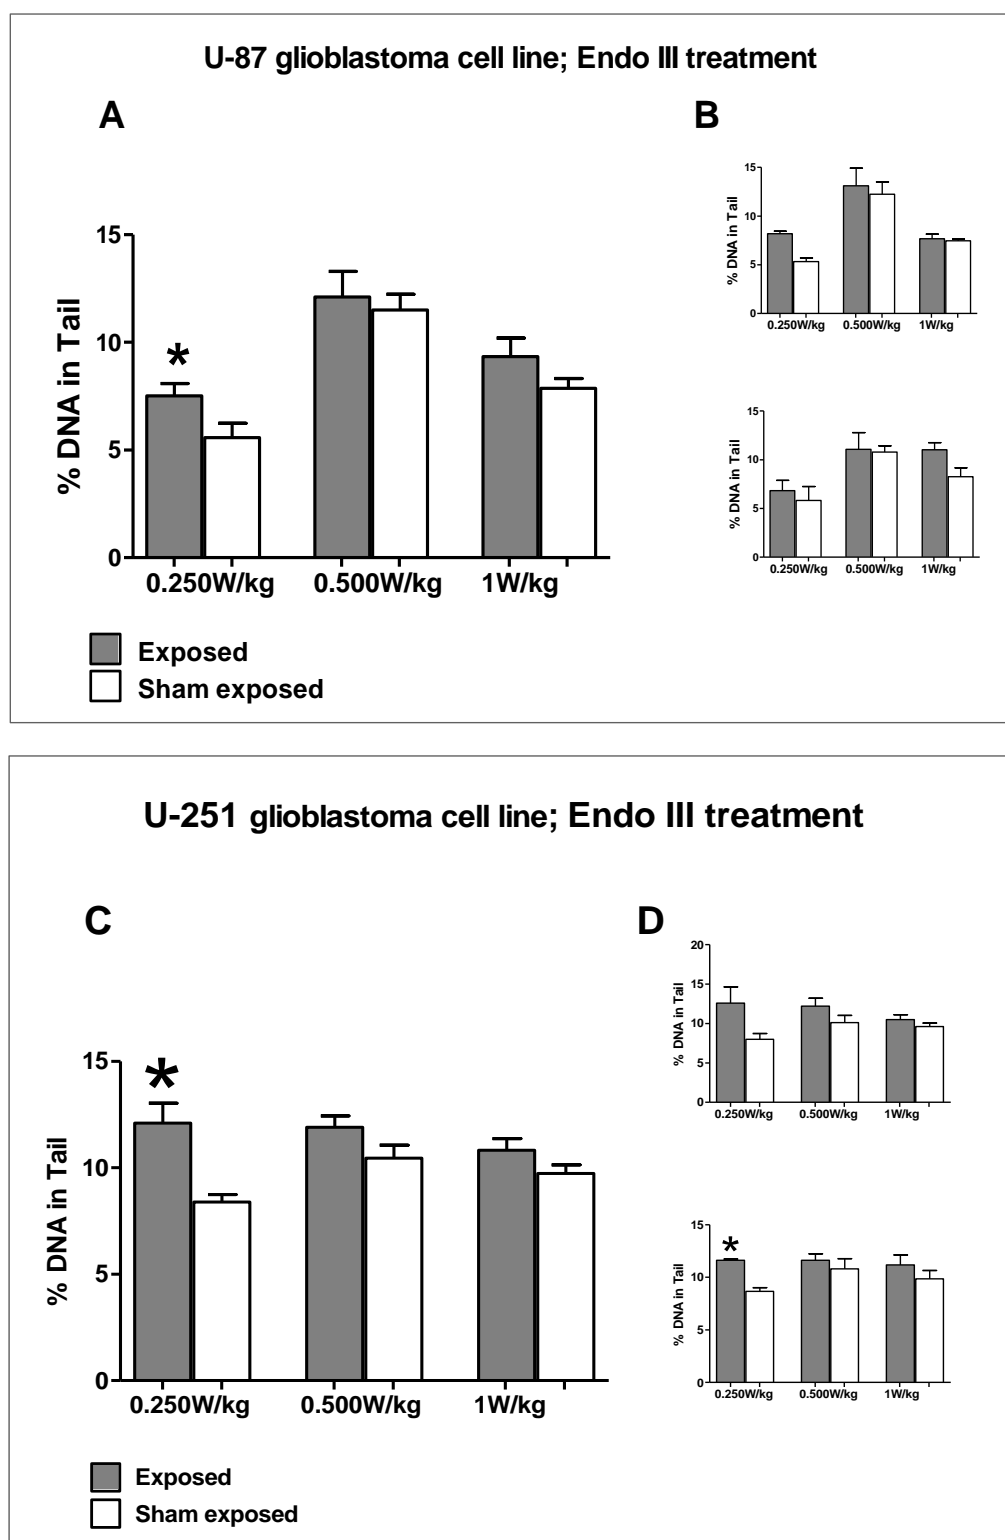 U-87 glioblastoma cell line; Endo III treatment
A
% DNA in Tail
15
10
5
0
*
0.250W/kg 0.500W/kg 1W/kg
Exposed
Sham exposed
B
% DNA in Tail
15
10
5
0
0.250W/kg 0.500W/kg 1W/kg
% DNA in Tail
15
10
5
0
0.250W/kg 0.500W/kg 1W/kg
U-251 glioblastoma cell line; Endo III treatment
C
% DNA in Tail
15
10
5
0
*
0.250W/kg 0.500W/kg 1W/kg
Exposed
Sham exposed
D
% DNA in Tail
20
15
10
5
0
0.250W/kg 0.500W/kg 1W/kg
% DNA in Tail
15
10
5
0
*
0.250W/kg 0.500W/kg 1W/kg